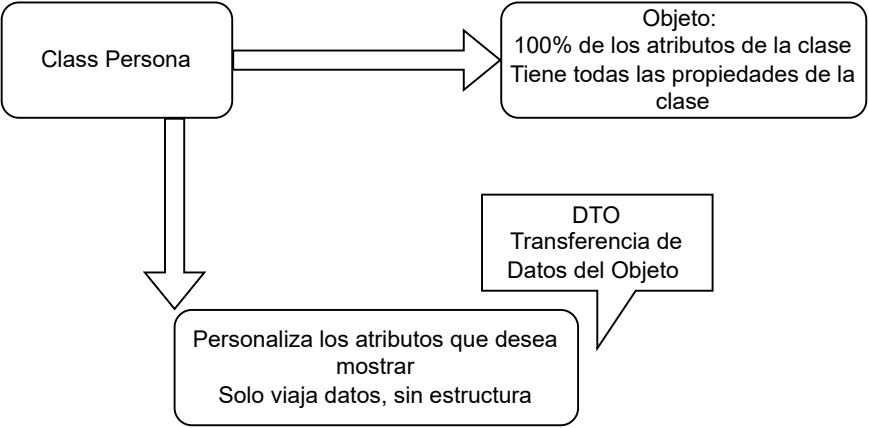 Class Persona
Objeto:
100% de los atributos de la clase
Tiene todas las propiedades de la
clase
DTO
Transferencia de
Datos del Objeto
Personaliza los atributos que desea
mostrar
Solo viaja datos, sin estructura